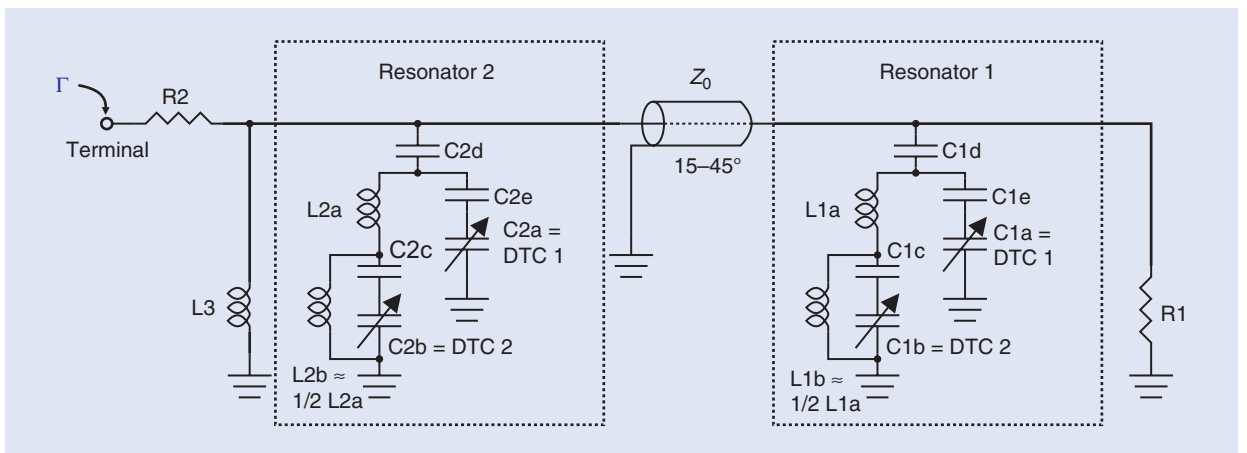 Resonator 2
Z0
Resonator 1
Γ
R2
Terminal
C2d
15–45°
C1d
L2a
C2e
L1a
C1e
C2a =
DTC 1
C1a =
DTC 1
C2c
C1c
L3
R1
C2b = DTC 2
C1b = DTC 2
L2b ≈
1/2 L2a
L1b ≈
1/2 L1a